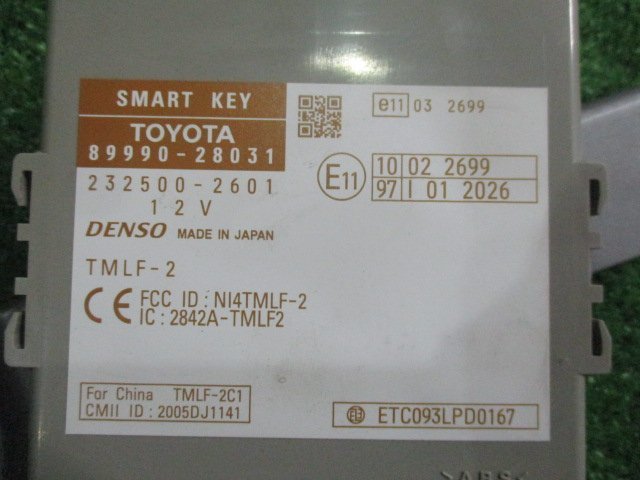 SMART KEY
TOYOTA
89990-28031
232500-2601
12V
DENSO MADE IN JAPAN
TMLF-2
CE FCC ID : NI4TMLF-2
IC : 2842A-TMLF2
For China TMLF-2C1
CMII ID : 2005DJ1141
e11 03 2699
E11
10 02 2699
97 I 01 2026
ETC093LPD0167
>ABS<